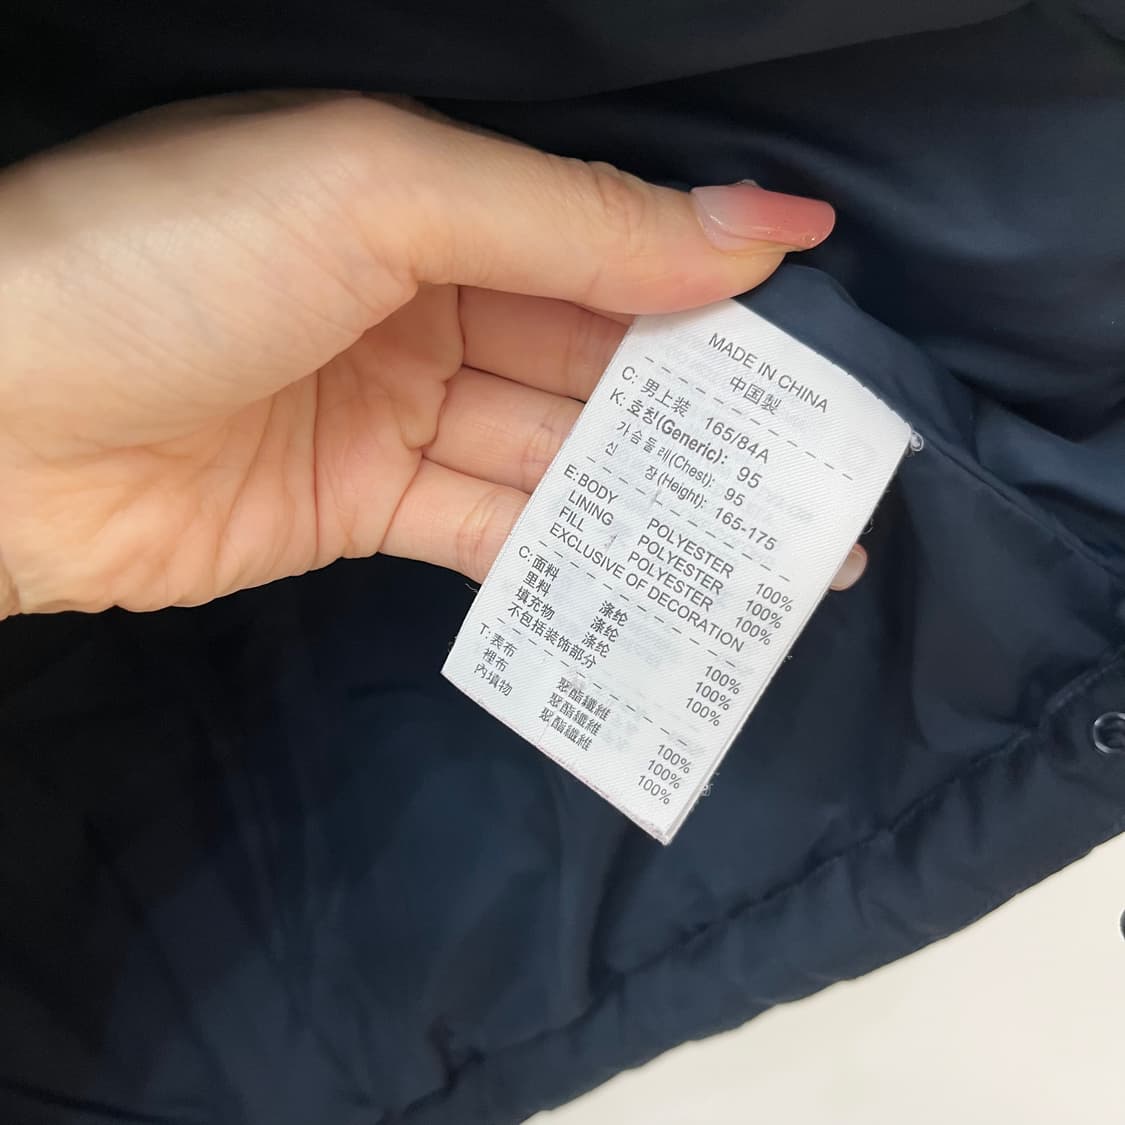 MADE IN CHINA
中国製
C: 男上装 165/84A
K: 호칭(Generic): 95
가슴둘레(Chest): 95
신 장(Height): 165-175
E: BODY POLYESTER 100%
LINING POLYESTER 100%
FILL POLYESTER 100%
EXCLUSIVE OF DECORATION
C: 面料 涤纶 100%
里料 涤纶 100%
填充物 涤纶 100%
不包括装饰部分
T: 表布 聚酯纖維 100%
裡布 聚酯纖維 100%
內填物 聚酯纖維 100%